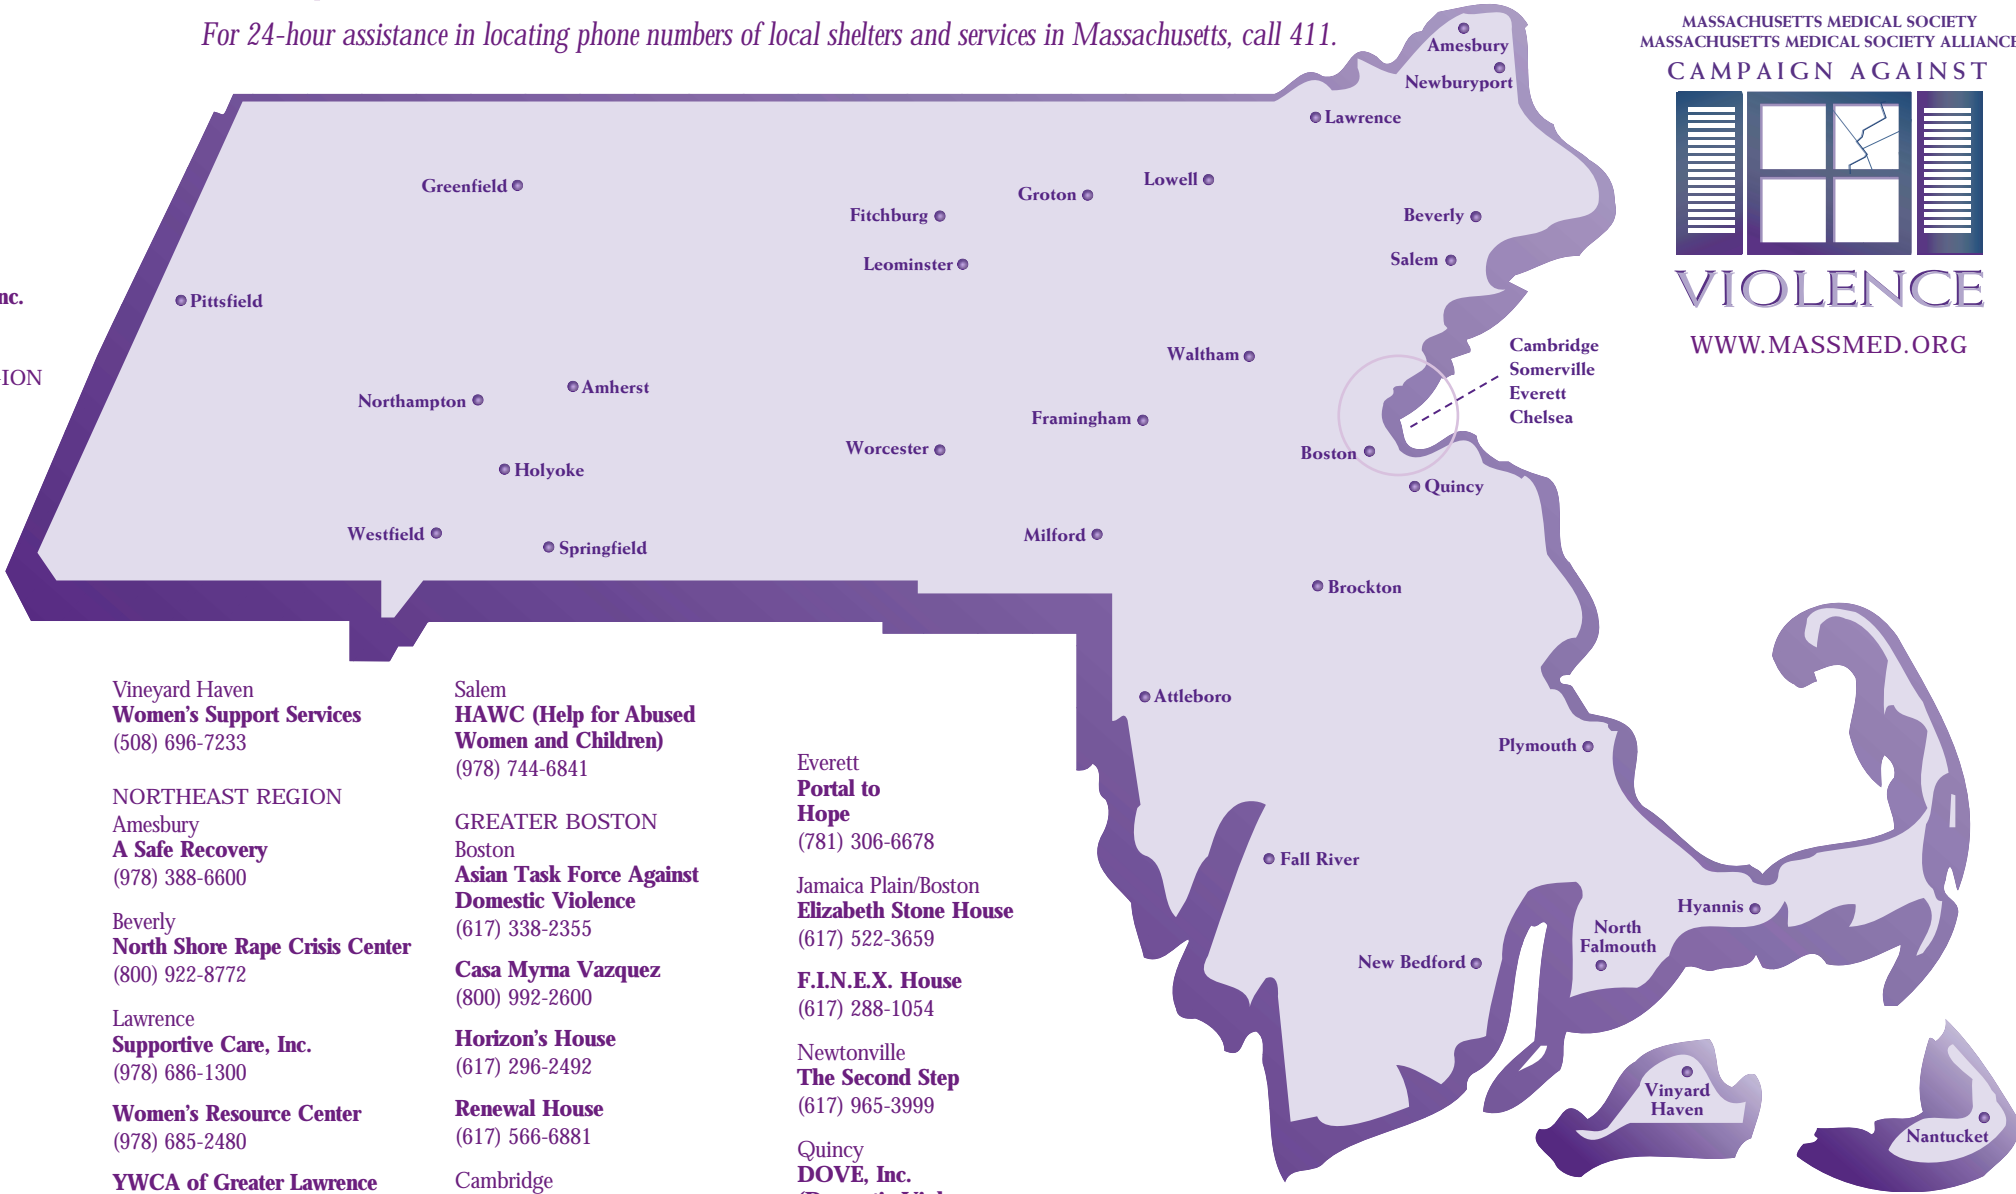 For 24-hour assistance in locating phone numbers of local shelters and services in Massachusetts, call 411.
MASSACHUSETTS MEDICAL SOCIETY
MASSACHUSETTS MEDICAL SOCIETY ALLIANCE
CAMPAIGN AGAINST
VIOLENCE
WWW.MASSMED.ORG
Amesbury
Newburyport
Lawrence
Greenfield
Groton
Lowell
Fitchburg
Beverly
Leominster
Salem
nc.
Pittsfield
ION
Waltham
Cambridge
Somerville
Everett
Chelsea
Northampton
Amherst
Framingham
Worcester
Boston
Holyoke
Quincy
Westfield
Springfield
Milford
Brockton
Attleboro
Plymouth
Fall River
Hyannis
North
Falmouth
New Bedford
Vinyard
Haven
Nantucket
Vineyard Haven
Women's Support Services
(508) 696-7233
NORTHEAST REGION
Amesbury
A Safe Recovery
(978) 388-6600
Beverly
North Shore Rape Crisis Center
(800) 922-8772
Lawrence
Supportive Care, Inc.
(978) 686-1300
Women's Resource Center
(978) 685-2480
YWCA of Greater Lawrence
Salem
HAWC (Help for Abused
Women and Children)
(978) 744-6841
GREATER BOSTON
Boston
Asian Task Force Against
Domestic Violence
(617) 338-2355
Casa Myrna Vazquez
(800) 992-2600
Horizon's House
(617) 296-2492
Renewal House
(617) 566-6881
Cambridge
Everett
Portal to
Hope
(781) 306-6678
Jamaica Plain/Boston
Elizabeth Stone House
(617) 522-3659
F.I.N.E.X. House
(617) 288-1054
Newtonville
The Second Step
(617) 965-3999
Quincy
DOVE, Inc.